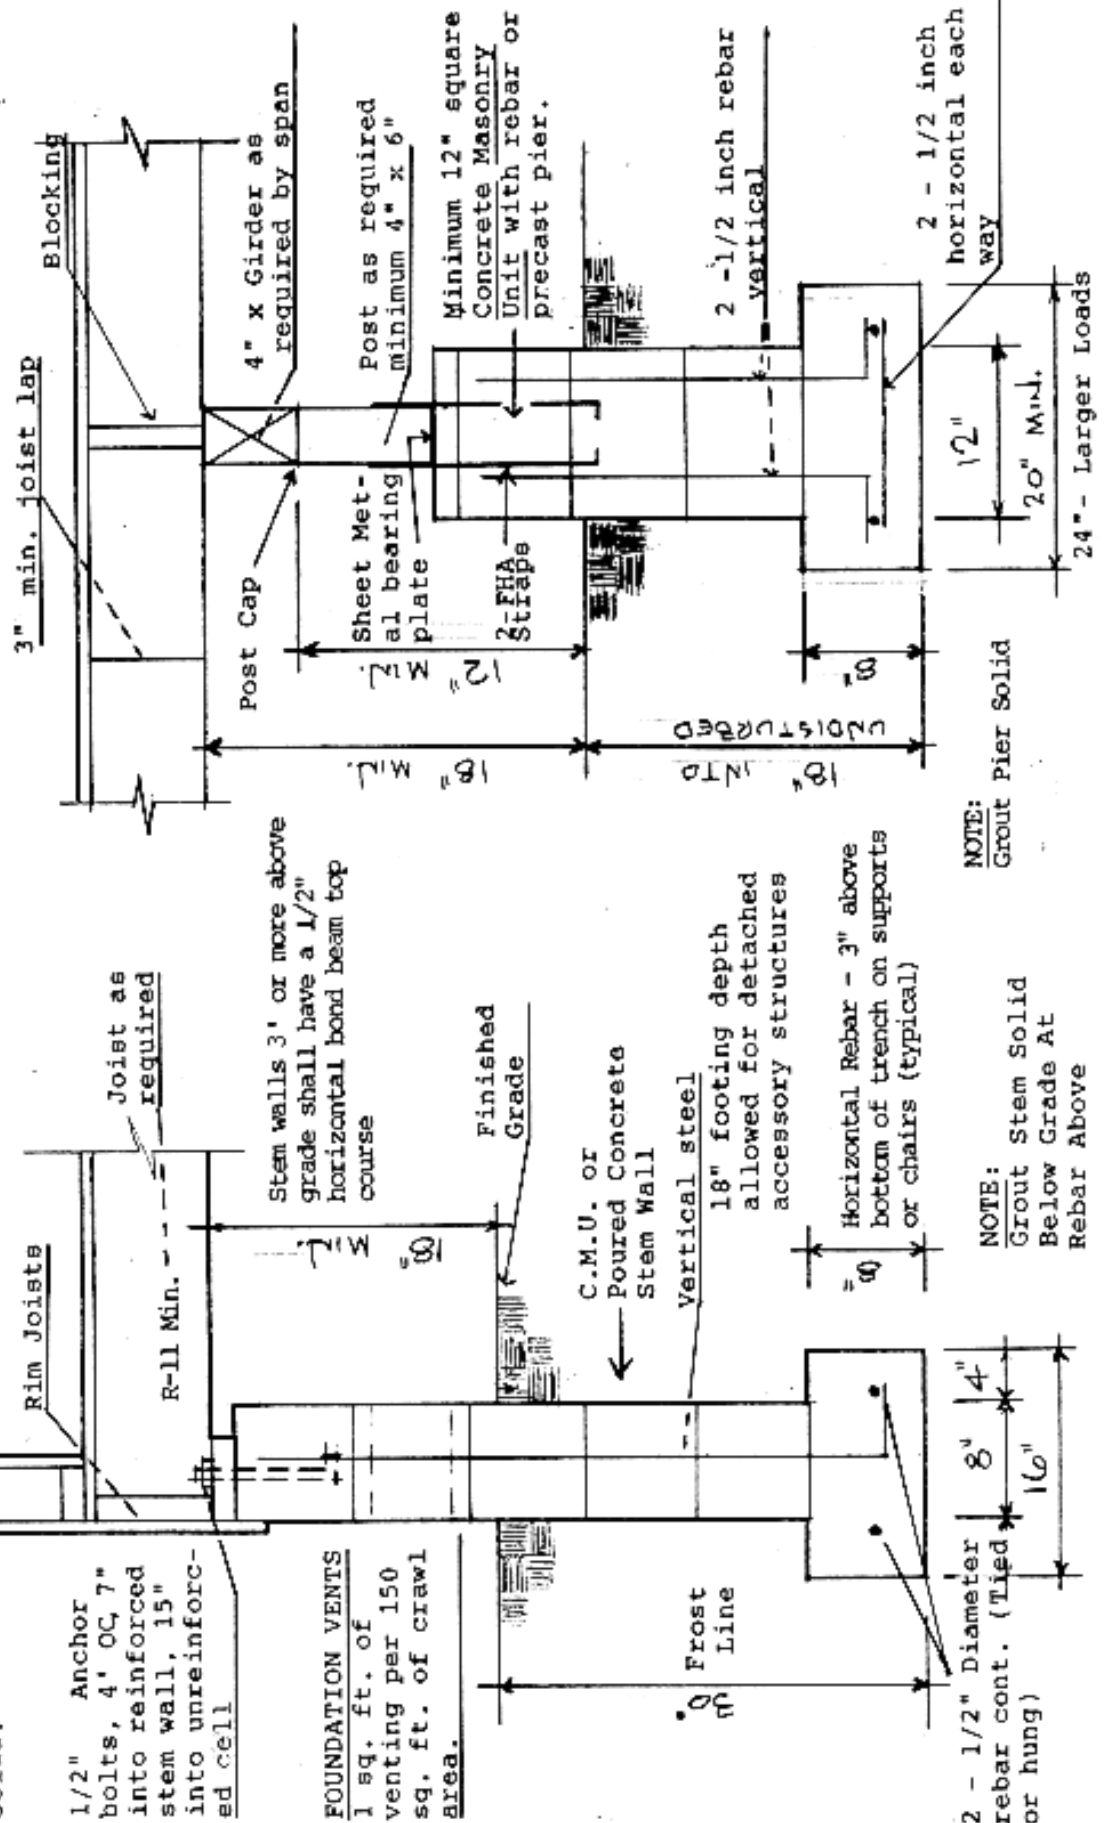 1/2" Anchor
bolts, 4' OC, 7"
into reinforced
stem wall, 15"
into unreinforc-
ed cell
FOUNDATION VENTS
1 sq. ft. of
venting per 150
sq. ft. of crawl
area.
2 - 1/2" Diameter
rebar cont. (Tied
or hung)
Rim Joists
R-11 Min.
Joist as
required
Stem walls 3' or more above
grade shall have a 1/2"
horizontal bond beam top
course
18"
MIN.
Finished
Grade
C.M.U. or
Poured Concrete
Stem Wall
Vertical steel
18" footing depth
allowed for detached
accessory structures
Horizontal Rebar - 3" above
bottom of trench on supports
or chairs (typical)
8"
Frost
Line
30"
4"
8"
16"
NOTE:
Grout Stem Solid
Below Grade At
Rebar Above
3" min. joist lap
Blocking
4" x Girder as
required by span
Post Cap
Post as required
minimum 4" x 6"
Sheet Met-
al bearing
plate
Minimum 12" square
Concrete Masonry
Unit with rebar or
precast pier.
2-FHA
Straps
12"
MIN.
18" MIN.
18" INTO
UNDISTURBED
8"
2 -1/2 inch rebar
vertical
2 - 1/2 inch
horizontal each
way
12"
20" MIN.
24"- Larger Loads
NOTE:
Grout Pier Solid